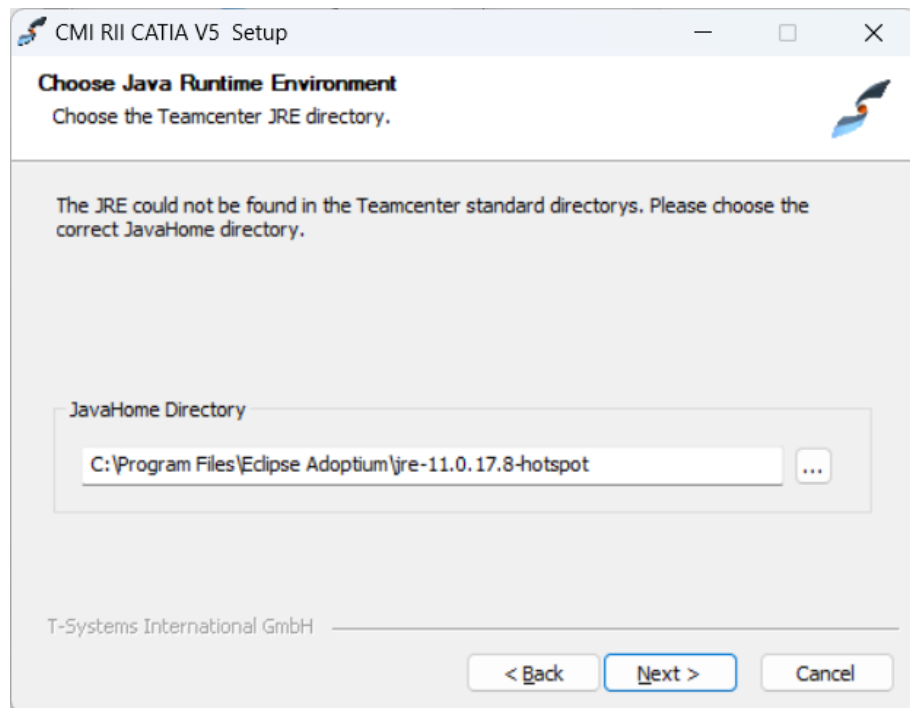 CMI RII CATIA V5  Setup
Choose Java Runtime Environment
Choose the Teamcenter JRE directory.
The JRE could not be found in the Teamcenter standard directorys. Please choose the
correct JavaHome directory.
JavaHome Directory
C:\Program Files\Eclipse Adoptium\jre-11.0.17.8-hotspot
...
T-Systems International GmbH
< Back
Next >
Cancel